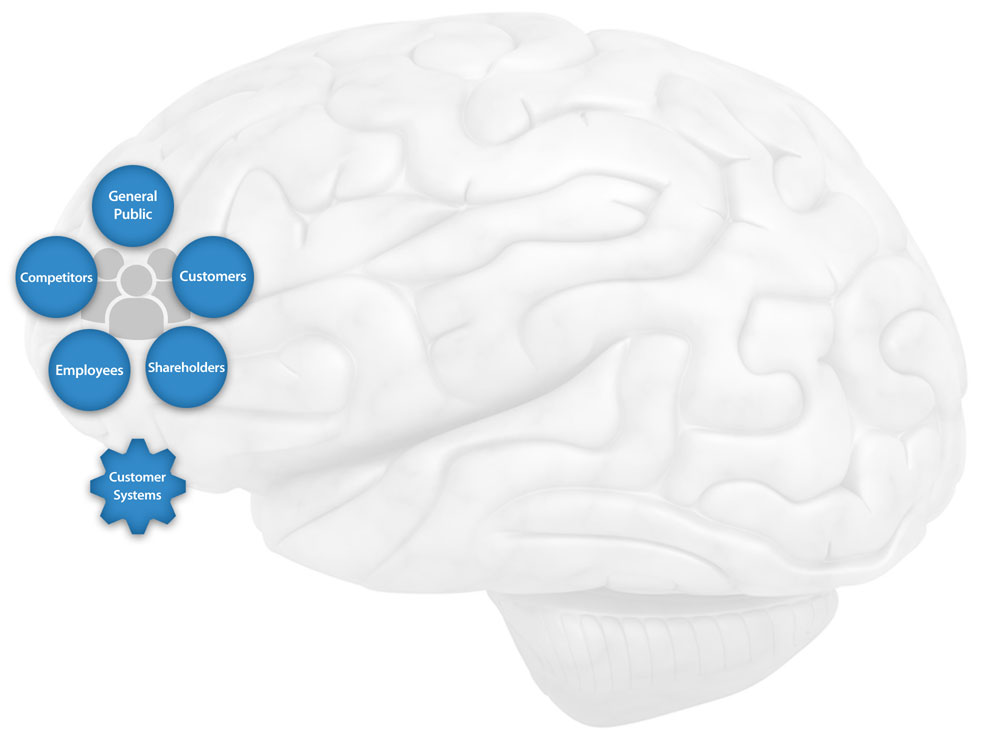 General
Public
Competitors
Customers
Employees
Shareholders
Customer
Systems